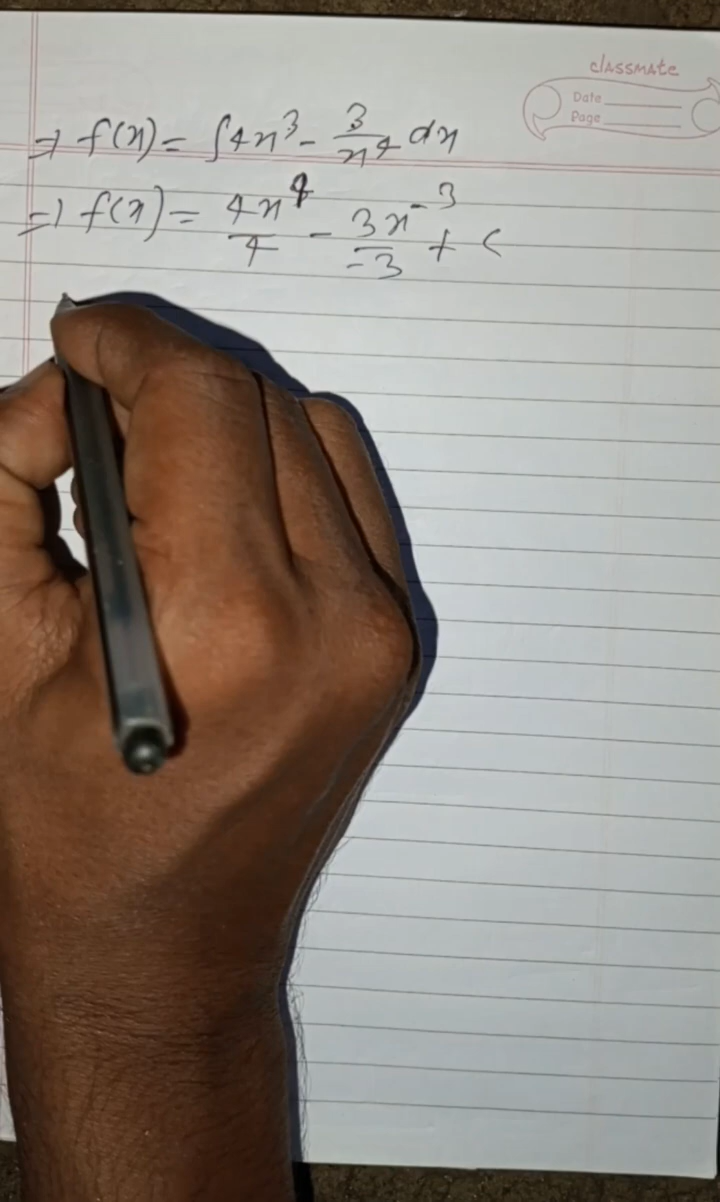 classmate
Date
Page
⇒ f(x) = ∫4x³ - 3/x⁴ dx
⇒ f(x) = 4x⁴/4 - 3x⁻³/-3 + c